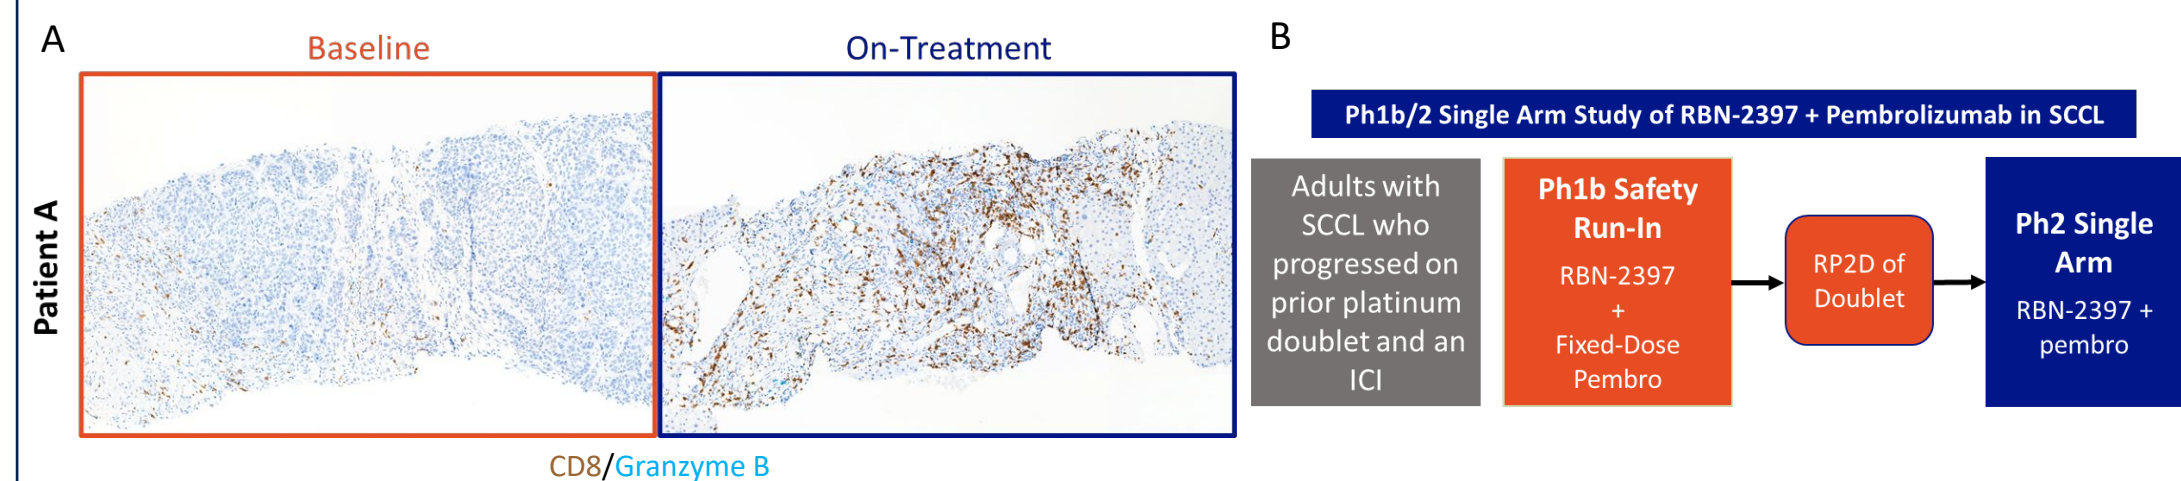 A
Baseline
On-Treatment
Patient A
CD8/Granzyme B
B
Ph1b/2 Single Arm Study of RBN-2397 + Pembrolizumab in SCCL
Adults with
SCCL who
progressed on
prior platinum
doublet and an
ICI
Ph1b Safety
Run-In
RBN-2397
+
Fixed-Dose
Pembro
RP2D of
Doublet
Ph2 Single
Arm
RBN-2397 +
pembro